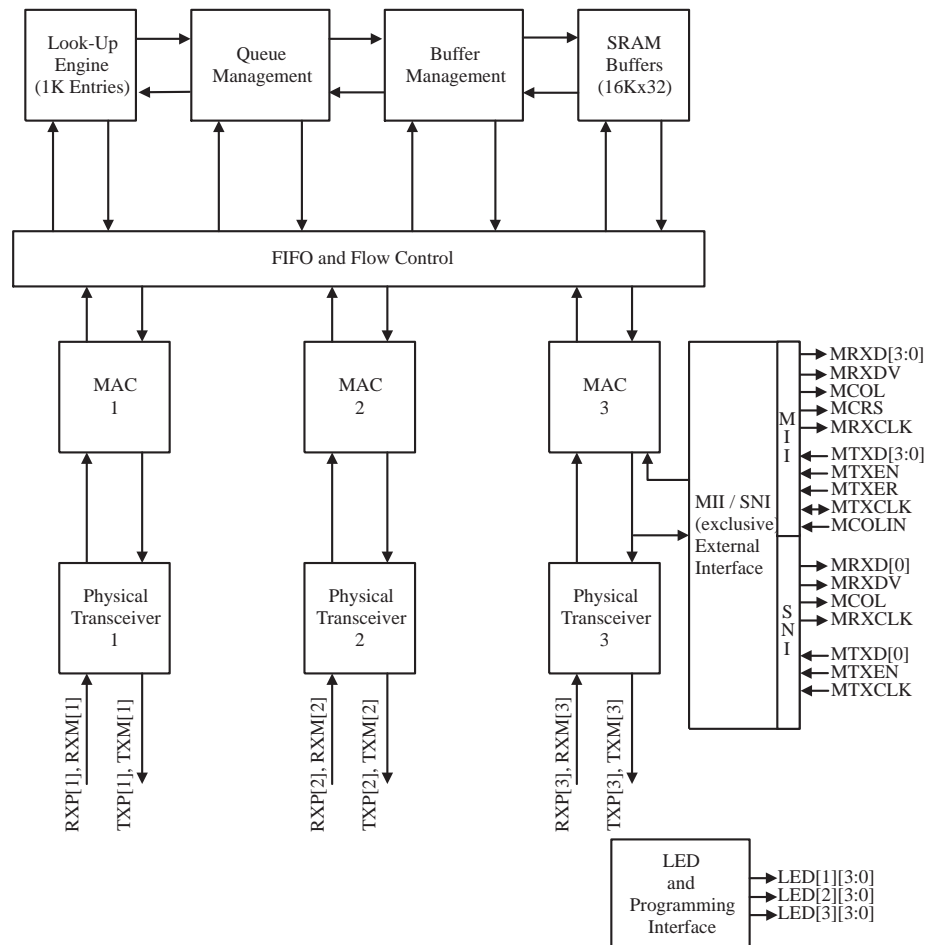 Look-Up
Engine
(1K Entries)
Queue
Management
Buffer
Management
SRAM
Buffers
(16Kx32)
FIFO and Flow Control
MAC
1
MAC
2
MAC
3
MII / SNI
(exclusive)
External
Interface
MII
SNI
MRXD[3:0]
MRXDV
MCOL
MCRS
MRXCLK
MTXD[3:0]
MTXEN
MTXER
MTXCLK
MCOLIN
MRXD[0]
MRXDV
MCOL
MRXCLK
MTXD[0]
MTXEN
MTXCLK
Physical
Transceiver
1
Physical
Transceiver
2
Physical
Transceiver
3
RXP[1], RXM[1]
TXP[1], TXM[1]
RXP[2], RXM[2]
TXP[2], TXM[2]
RXP[3], RXM[3]
TXP[3], TXM[3]
LED
and
Programming
Interface
LED[1][3:0]
LED[2][3:0]
LED[3][3:0]